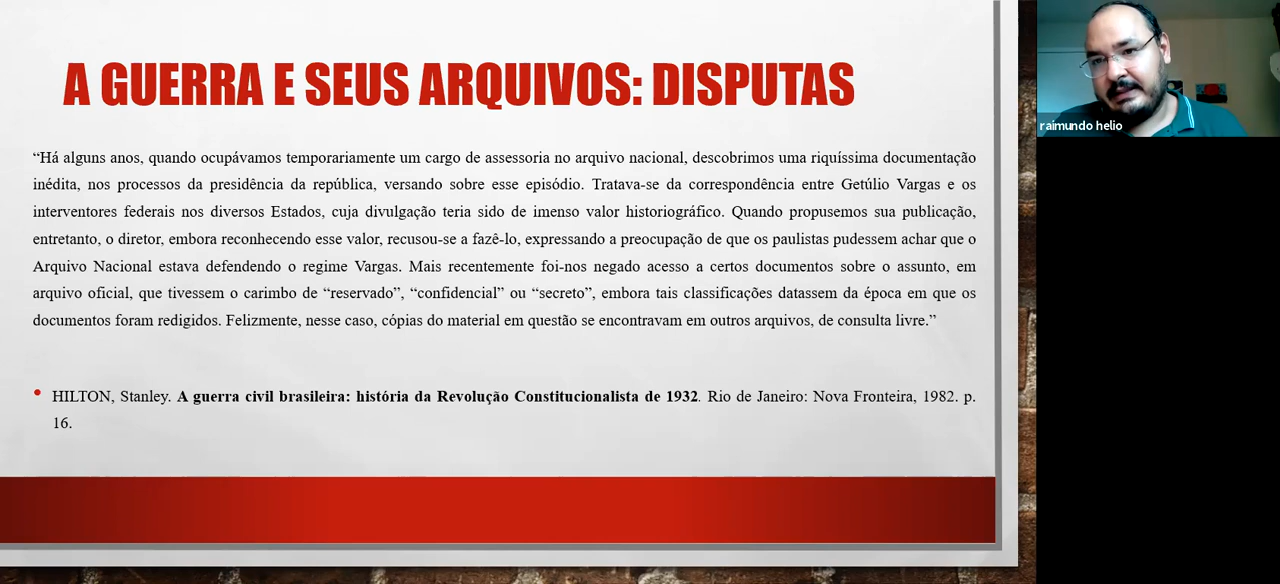 A GUERRA E SEUS ARQUIVOS: DISPUTAS
“Há alguns anos, quando ocupávamos temporariamente um cargo de assessoria no arquivo nacional, descobrimos uma riquíssima documentação
inédita, nos processos da presidência da república, versando sobre esse episódio. Tratava-se da correspondência entre Getúlio Vargas e os
interventores federais nos diversos Estados, cuja divulgação teria sido de imenso valor historiográfico. Quando propusemos sua publicação,
entretanto, o diretor, embora reconhecendo esse valor, recusou-se a fazê-lo, expressando a preocupação de que os paulistas pudessem achar que o
Arquivo Nacional estava defendendo o regime Vargas. Mais recentemente foi-nos negado acesso a certos documentos sobre o assunto, em
arquivo oficial, que tivessem o carimbo de “reservado”, “confidencial” ou “secreto”, embora tais classificações datassem da época em que os
documentos foram redigidos. Felizmente, nesse caso, cópias do material em questão se encontravam em outros arquivos, de consulta livre.”
• HILTON, Stanley. A guerra civil brasileira: história da Revolução Constitucionalista de 1932. Rio de Janeiro: Nova Fronteira, 1982. p.
16.
raimundo helio